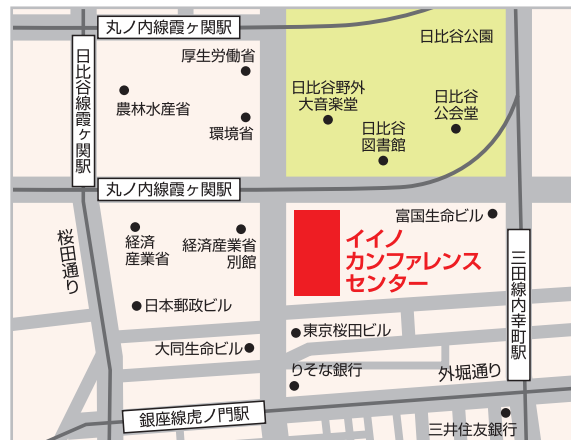 丸ノ内線霞ヶ関駅
日比谷公園
日比谷線霞ヶ関駅
厚生労働省
農林水産省
環境省
日比谷野外
大音楽堂
日比谷
公会堂
日比谷
図書館
丸ノ内線霞ヶ関駅
富国生命ビル
桜田通り
経済
産業省
経済産業省
別館
イイノ
カンファレンス
センター
三田線内幸町駅
日本郵政ビル
東京桜田ビル
大同生命ビル
りそな銀行
外堀通り
銀座線虎ノ門駅
三井住友銀行